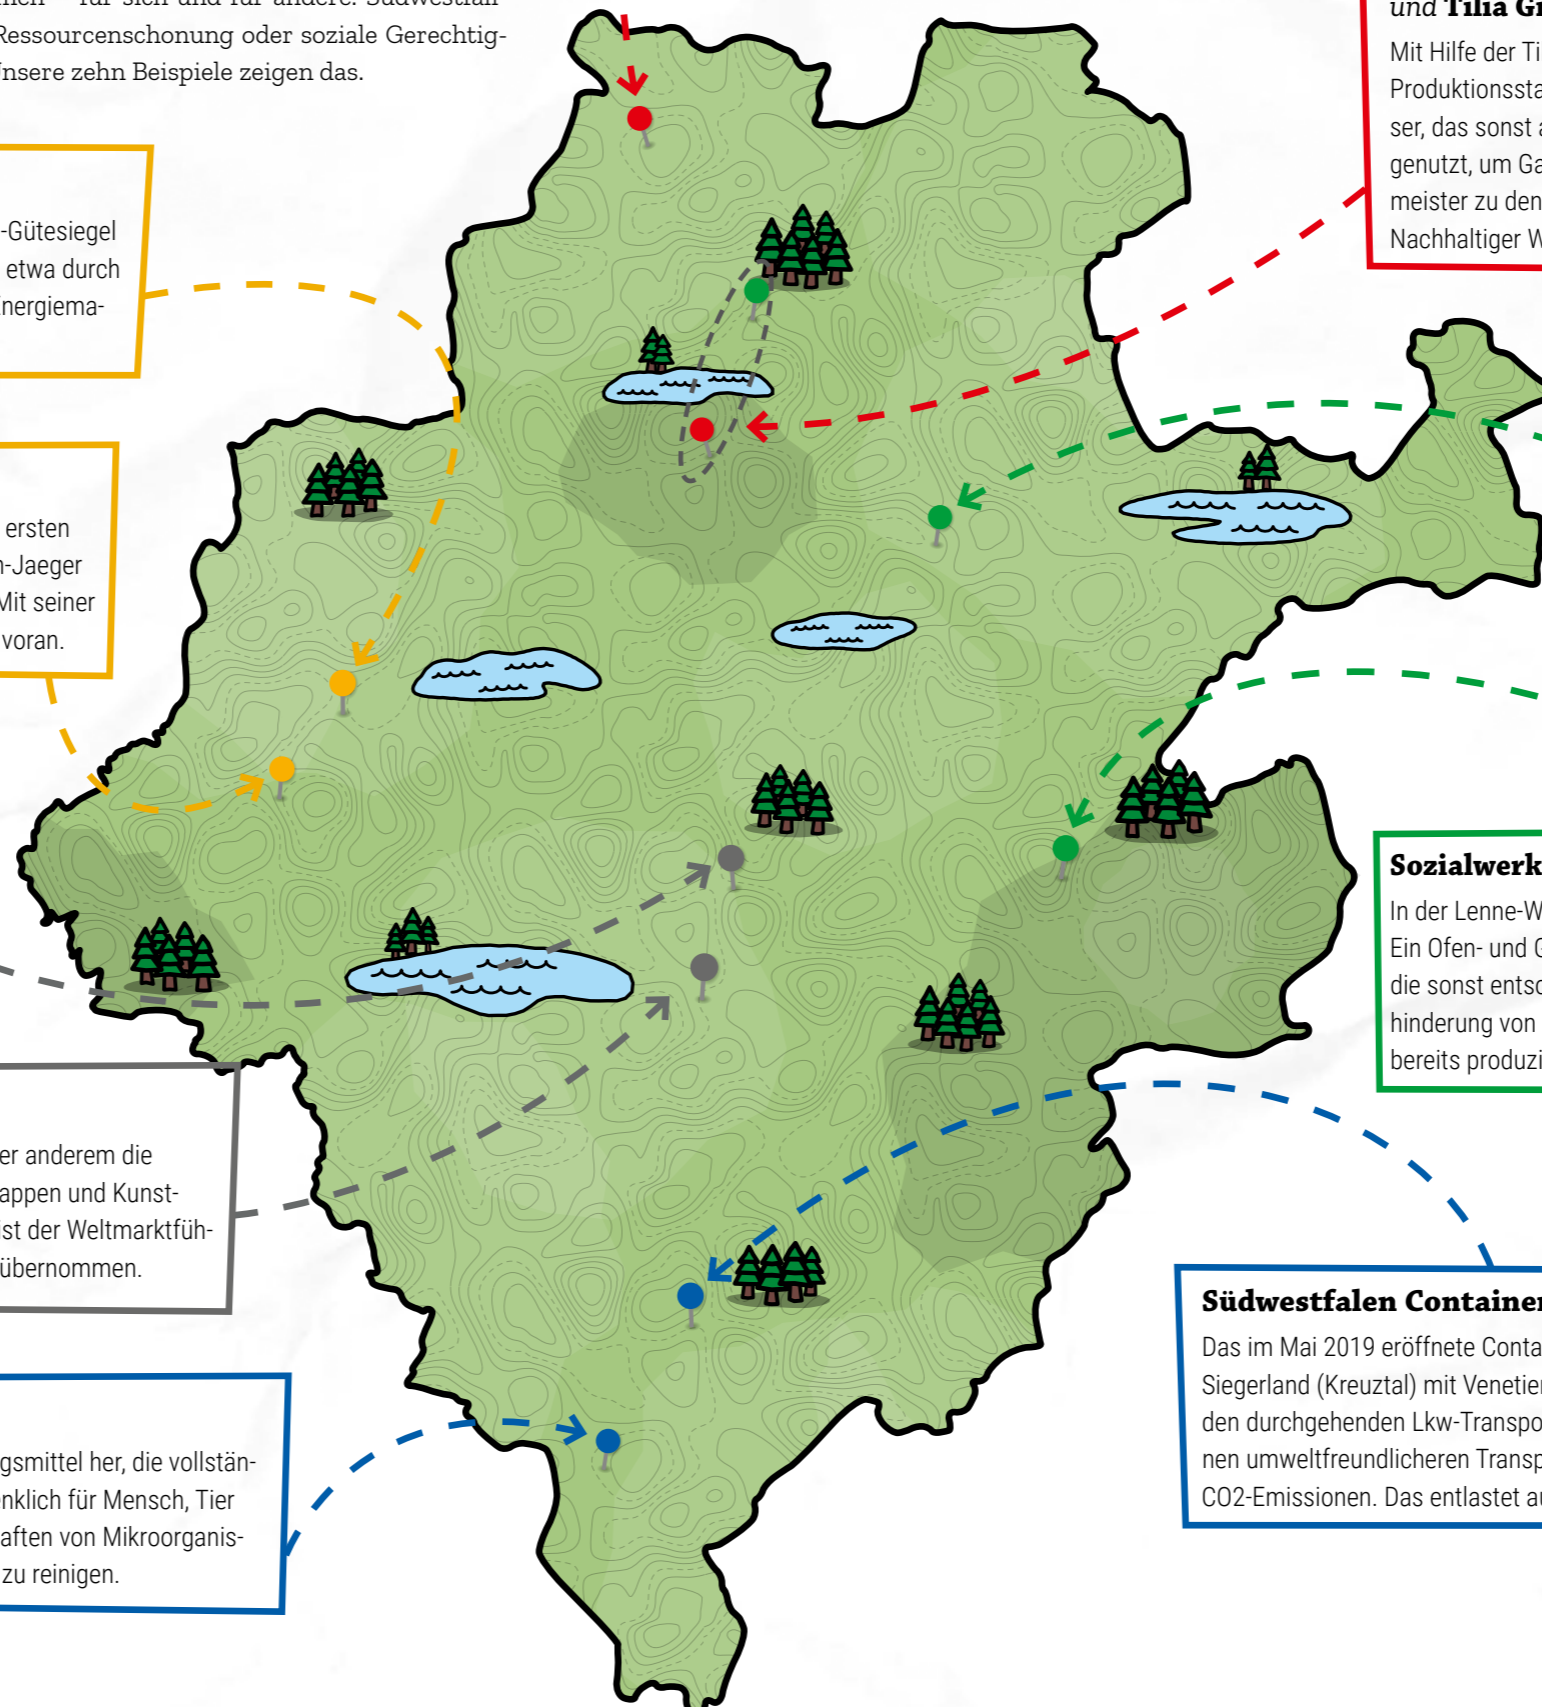 Ressourcenschonung oder soziale Gerechtig-
nsere zehn Beispiele zeigen das.
-Gütesiegel
etwa durch
nergiema-
ersten
n-Jaeger
Mit seiner
voran.
er anderem die
appen und Kunst-
ist der Weltmarktfüh-
übernommen.
gsmittel her, die vollstän-
enklich für Mensch, Tier
aften von Mikroorganis-
zu reinigen.
und Tilia G
Mit Hilfe der Ti
Produktionssta
ser, das sonst a
genutzt, um Ga
meister zu den
Nachhaltiger W
Sozialwerk
In der Lenne-W
Ein Ofen- und G
die sonst entso
hinderung von
bereits produzi
Südwestfalen Container
Das im Mai 2019 eröffnete Conta
Siegerland (Kreuztal) mit Venetien
den durchgehenden Lkw-Transpo
nen umweltfreundlicheren Transp
CO2-Emissionen. Das entlastet au